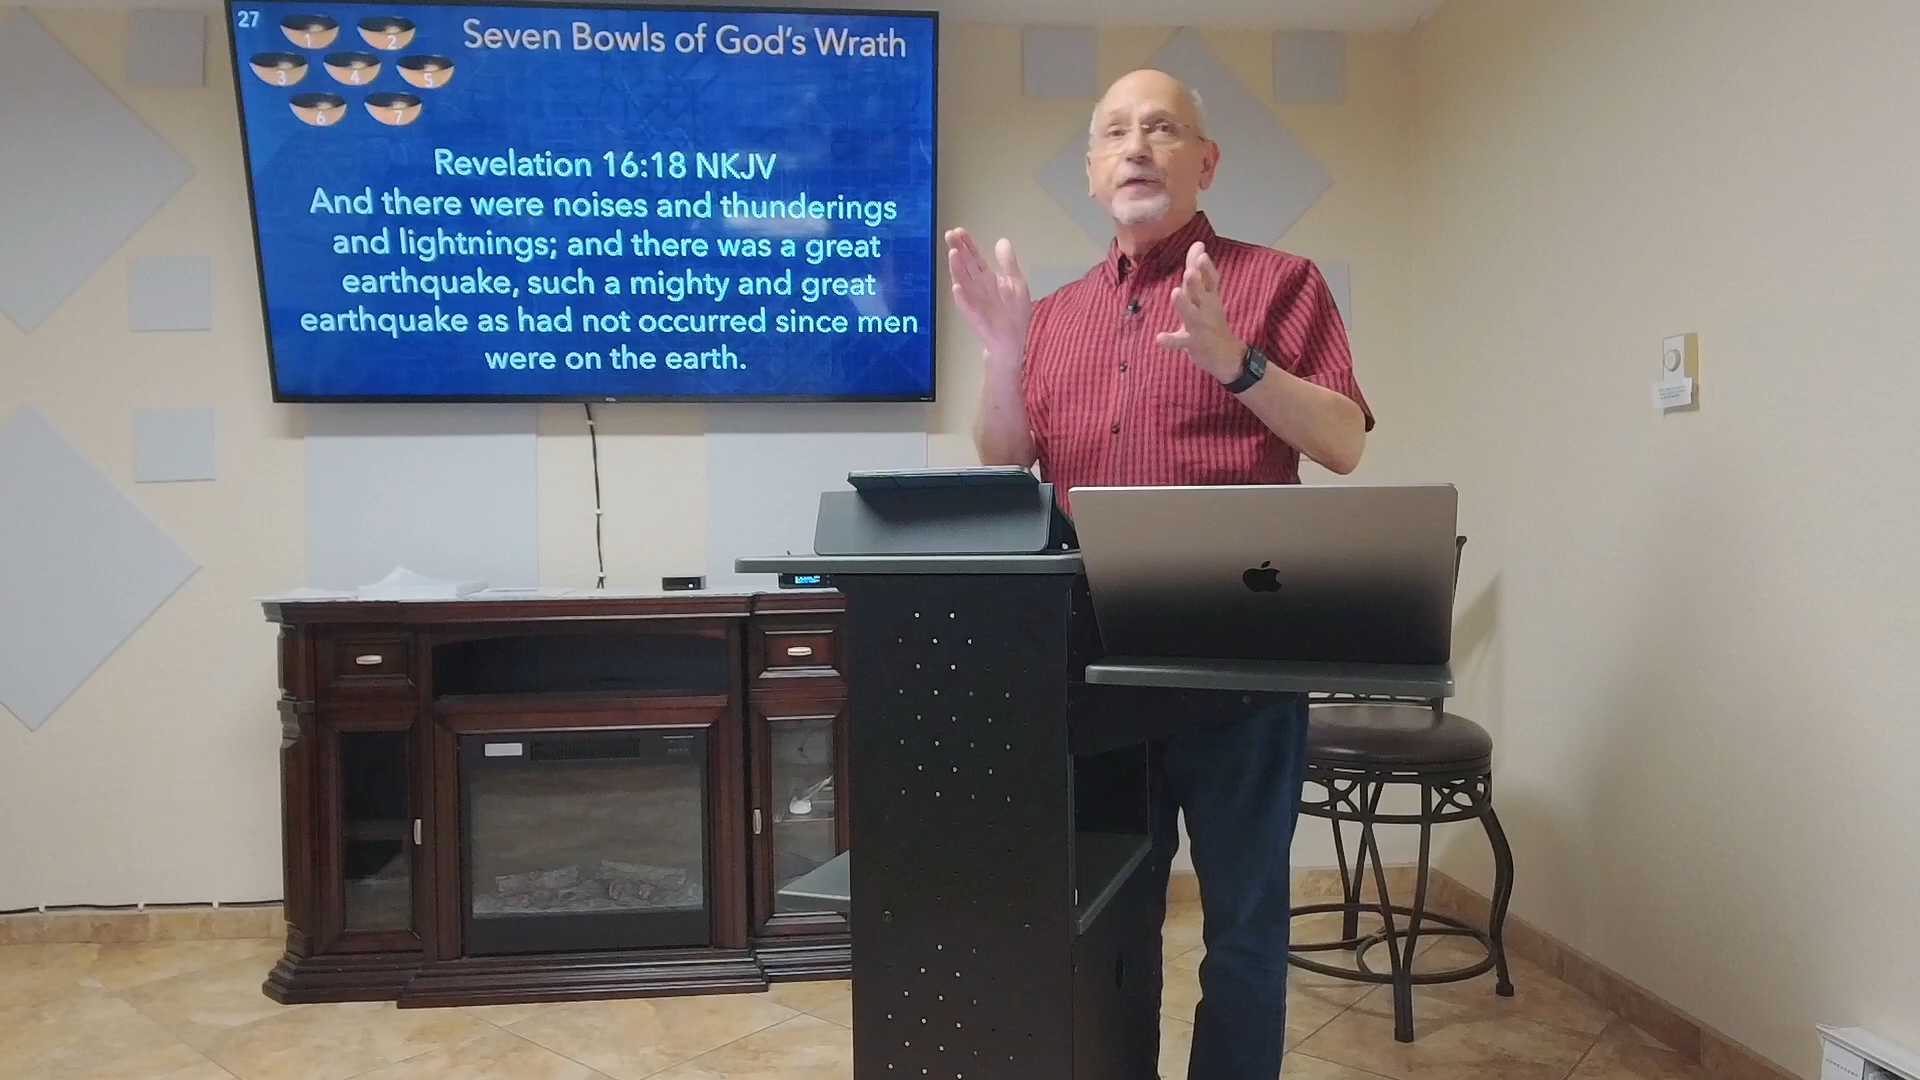 27
1 2
3 4 5
6 7
Seven Bowls of God's Wrath
Revelation 16:18 NKJV
And there were noises and thunderings
and lightnings; and there was a great
earthquake, such a mighty and great
earthquake as had not occurred since men
were on the earth.